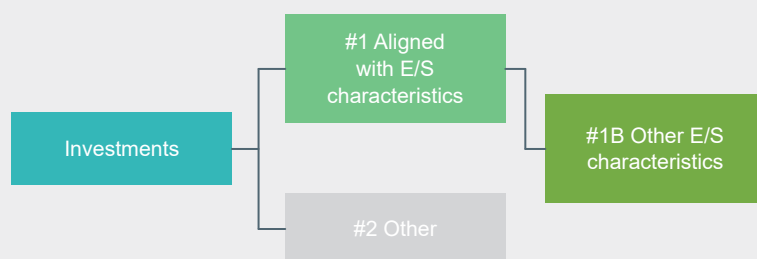 #1 Aligned
with E/S
characteristics
Investments
#1B Other E/S
characteristics
#2 Other